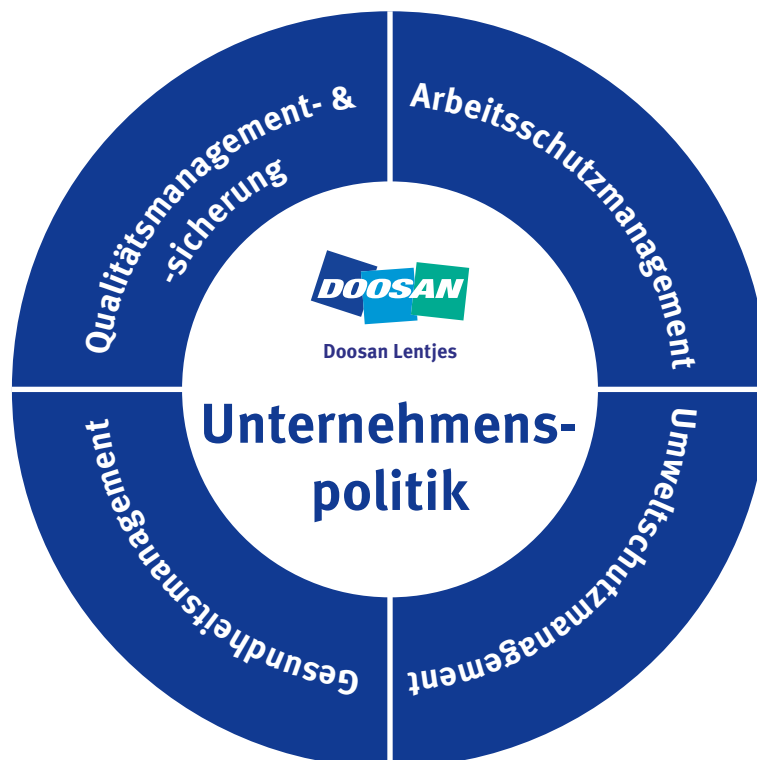 Qualitätsmanagement- &
-sicherung
Arbeitsschutzmanagement
DOOSAN
Doosan Lentjes
Unternehmens-
politik
Gesundheitsmanagement
Umweltschutzmanagement